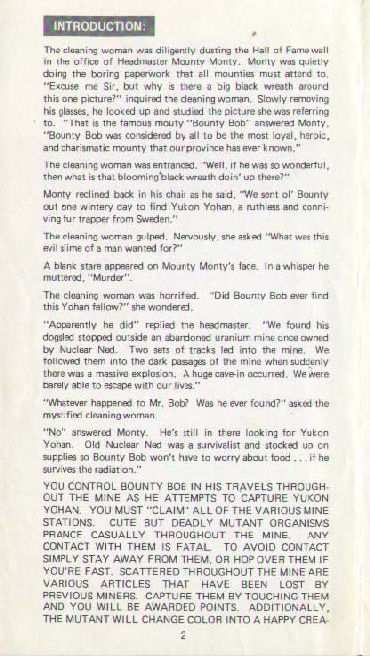 INTRODUCTION:
The cleaning woman was diligently dusting the Hall of Fame wall
in the office of Headmaster Mounty Monty. Monty was quietly
doing the boring paperwork that all mounties must attend to.
"Excuse me Sir, but why is there a big black wreath around
this one picture?" inquired the cleaning woman. Slowly removing
his glasses, he looked up and studied the picture she was referring
to. "That is the famous mouty "Bounty Bob" answered Monty,
"Bounty Bob was considered by all to be the most loyal, heroic,
and charismatic mounty that our province has ever known."
The cleaning woman was entranced. "Well, if he was so wonderful,
then what is that blooming black wreath doin' up there?"
Monty reclined back in his chair as he said, "We sent ol' Bounty
out one wintery day to find Yukon Yohan, a ruthless and conni-
ving fur trapper from Sweden."
The cleaning woman gulped. Nervously, she asked "What was this
evil slime of a man wanted for?"
A blank stare appeared on Mounty Monty's face. In a whisper he
muttered, "Murder".
The cleaning woman was horrified. "Did Bounty Bob ever find
this Yohan fellow?" she wondered.
"Apparently he did" replied the headmaster. "We found his
dogsled stopped outside an abandoned uranium mine once owned
by Nuclear Ned. Two sets of tracks led into the mine. We
followed them into the dark passages of the mine when suddenly
there was a massive explosion. A huge cave-in occurred. We were
barely able to escape with our lives."
"Whatever happened to Mr. Bob? Was he ever found?" asked the
mystified cleaning woman.
"No" answered Monty. He's still in there looking for Yukon
Yohan. Old Nuclear Ned was a survivalist and stocked up on
supplies so Bounty Bob won't have to worry about food . . . if he
survives the radiation."
YOU CONTROL BOUNTY BOB IN HIS TRAVELS THROUGH-
OUT THE MINE AS HE ATTEMPTS TO CAPTURE YUKON
YOHAN. YOU MUST "CLAIM" ALL OF THE VARIOUS MINE
STATIONS. CUTE BUT DEADLY MUTANT ORGANISMS
PRANCE CASUALLY THROUGHOUT THE MINE. ANY
CONTACT WITH THEM IS FATAL. TO AVOID CONTACT
SIMPLY STAY AWAY FROM THEM, OR HOP OVER THEM IF
YOU'RE FAST. SCATTERED THROUGHOUT THE MINE ARE
VARIOUS ARTICLES THAT HAVE BEEN LOST BY
PREVIOUS MINERS. CAPTURE THEM BY TOUCHING THEM
AND YOU WILL BE AWARDED POINTS. ADDITIONALLY,
THE MUTANT WILL CHANGE COLOR INTO A HAPPY CREA-
2